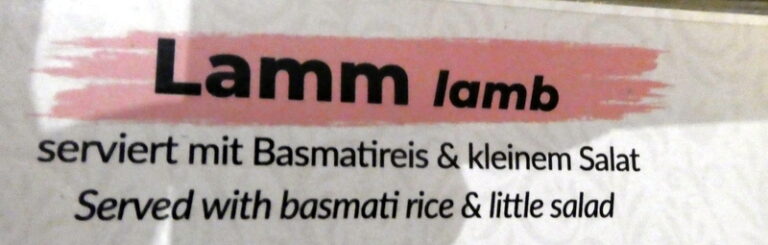 Lamm lamb
serviert mit Basmatireis & kleinem Salat
Served with basmati rice & little salad